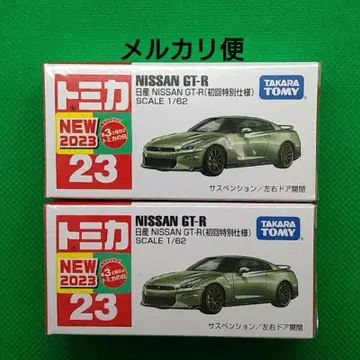 メルカリ便
トミカ
NEW
2023
23
NISSAN GT-R
日産 NISSAN GT-R(初回特別仕様)
SCALE 1/62
TAKARA
TOMY
サスペンション/左右ドア開閉
トミカ
NEW
2023
23
NISSAN GT-R
日産 NISSAN GT-R(初回特別仕様)
SCALE 1/62
TAKARA
TOMY
サスペンション/左右ドア開閉